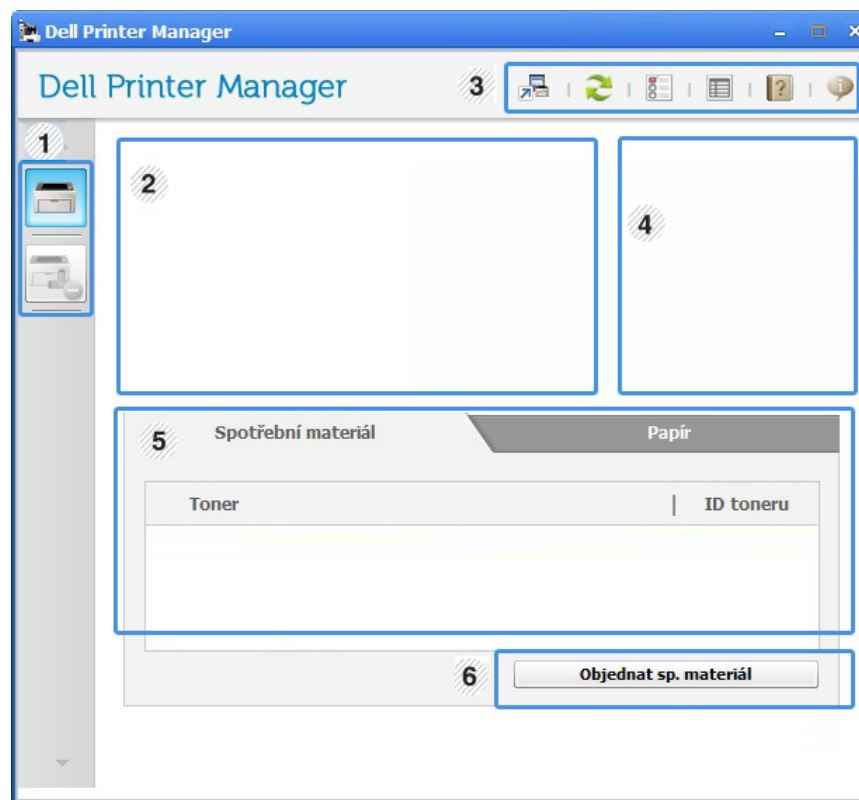 Dell Printer Manager
Dell Printer Manager
3
1
2
4
5
Spotřební materiál
Papír
Toner | ID toneru
6
Objednat sp. materiál